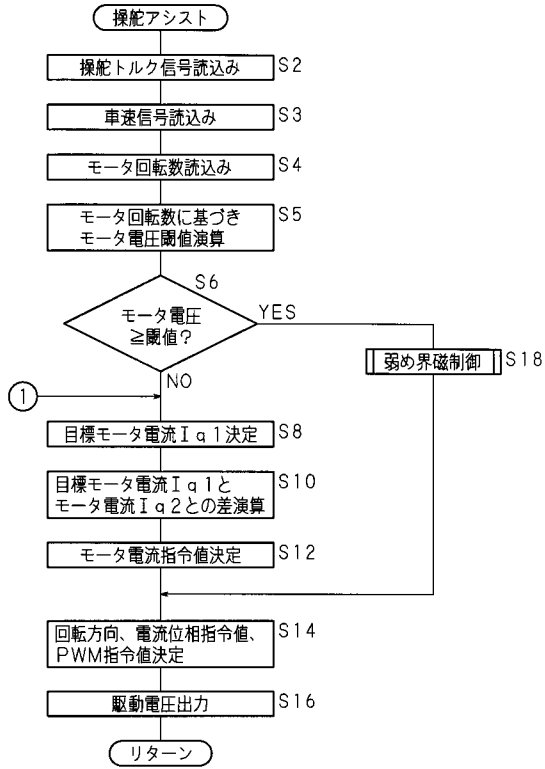 操舵アシスト
操舵トルク信号読込み S2
車速信号読込み S3
モータ回転数読込み S4
モータ回転数に基づき S5
モータ電圧閾値演算
S6
モータ電圧 YES
≧閾値？
弱め界磁制御 S18
NO
1
目標モータ電流Ｉｑ１決定 S8
目標モータ電流Ｉｑ１と S10
モータ電流Ｉｑ２との差演算
モータ電流指令値決定 S12
回転方向、電流位相指令値、 S14
PWM指令値決定
駆動電圧出力 S16
リターン